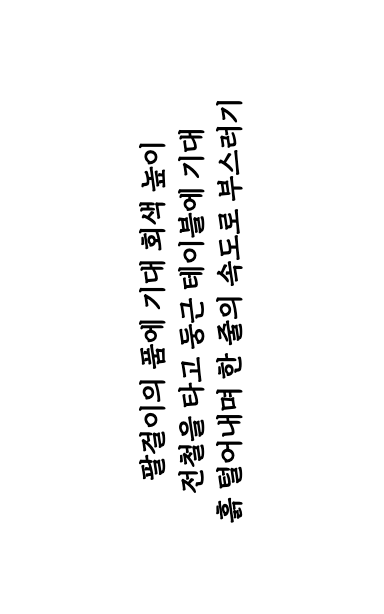 팔걸이의 품에 기대 회색 높이
전철을 타고 둥근 테이블에 기대
흙 털어내며 한 줄의 속도로 부스러기